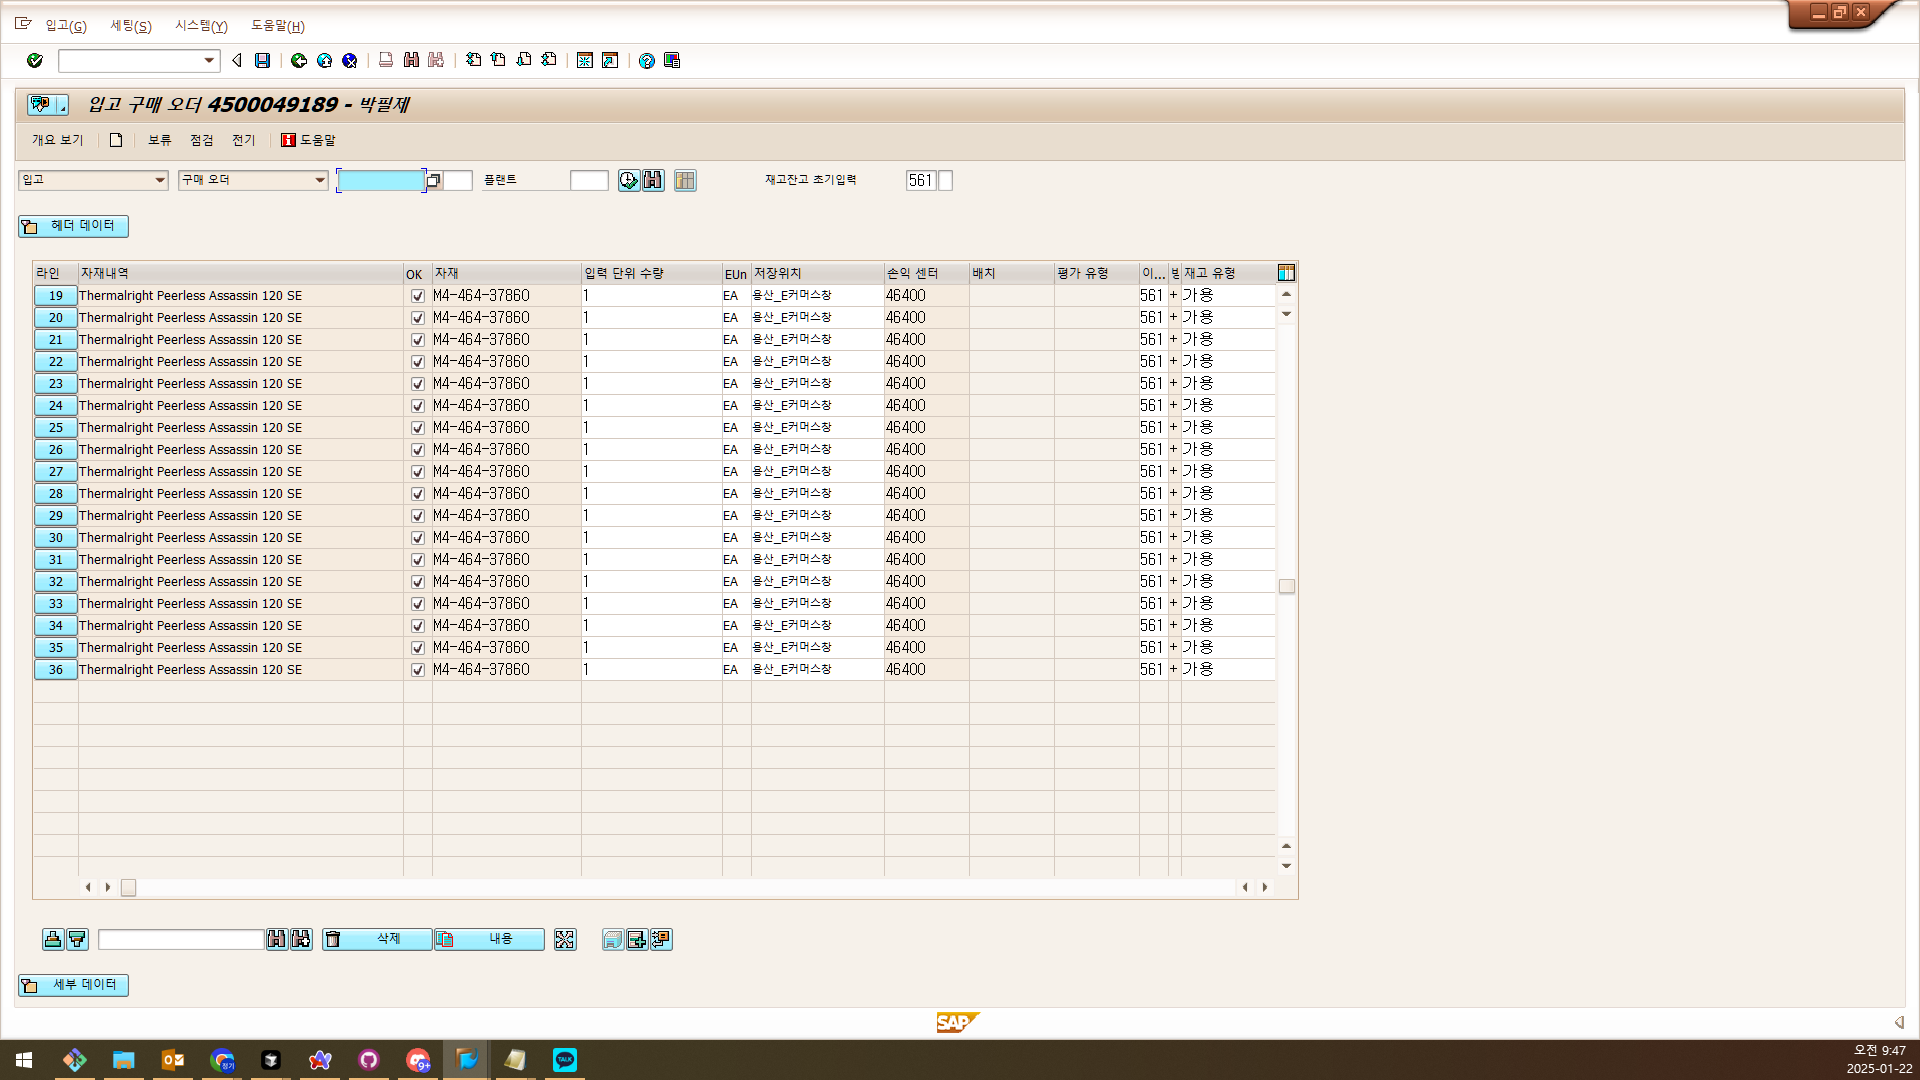 입고(G) 세팅(S) 시스템(Y) 도움말(H)
입고 구매 오더 4500049189 - 박필제
개요 보기 보류 점검 전기 도움말
입고 구매 오더 플랜트 재고잔고 초기입력 561
헤더 데이터
라인 자재내역 OK 자재 입력 단위 수량 EUn 저장위치 손익 센터 배치 평가 유형 이... 재고 유형
19 Thermalright Peerless Assassin 120 SE M4-464-37860 1 EA 용산_E커머스창 46400 561 + 가용
20 Thermalright Peerless Assassin 120 SE M4-464-37860 1 EA 용산_E커머스창 46400 561 + 가용
21 Thermalright Peerless Assassin 120 SE M4-464-37860 1 EA 용산_E커머스창 46400 561 + 가용
22 Thermalright Peerless Assassin 120 SE M4-464-37860 1 EA 용산_E커머스창 46400 561 + 가용
23 Thermalright Peerless Assassin 120 SE M4-464-37860 1 EA 용산_E커머스창 46400 561 + 가용
24 Thermalright Peerless Assassin 120 SE M4-464-37860 1 EA 용산_E커머스창 46400 561 + 가용
25 Thermalright Peerless Assassin 120 SE M4-464-37860 1 EA 용산_E커머스창 46400 561 + 가용
26 Thermalright Peerless Assassin 120 SE M4-464-37860 1 EA 용산_E커머스창 46400 561 + 가용
27 Thermalright Peerless Assassin 120 SE M4-464-37860 1 EA 용산_E커머스창 46400 561 + 가용
28 Thermalright Peerless Assassin 120 SE M4-464-37860 1 EA 용산_E커머스창 46400 561 + 가용
29 Thermalright Peerless Assassin 120 SE M4-464-37860 1 EA 용산_E커머스창 46400 561 + 가용
30 Thermalright Peerless Assassin 120 SE M4-464-37860 1 EA 용산_E커머스창 46400 561 + 가용
31 Thermalright Peerless Assassin 120 SE M4-464-37860 1 EA 용산_E커머스창 46400 561 + 가용
32 Thermalright Peerless Assassin 120 SE M4-464-37860 1 EA 용산_E커머스창 46400 561 + 가용
33 Thermalright Peerless Assassin 120 SE M4-464-37860 1 EA 용산_E커머스창 46400 561 + 가용
34 Thermalright Peerless Assassin 120 SE M4-464-37860 1 EA 용산_E커머스창 46400 561 + 가용
35 Thermalright Peerless Assassin 120 SE M4-464-37860 1 EA 용산_E커머스창 46400 561 + 가용
36 Thermalright Peerless Assassin 120 SE M4-464-37860 1 EA 용산_E커머스창 46400 561 + 가용
삭제 내용
세부 데이터
SAP
9+
TALK
오전 9:47
2025-01-22